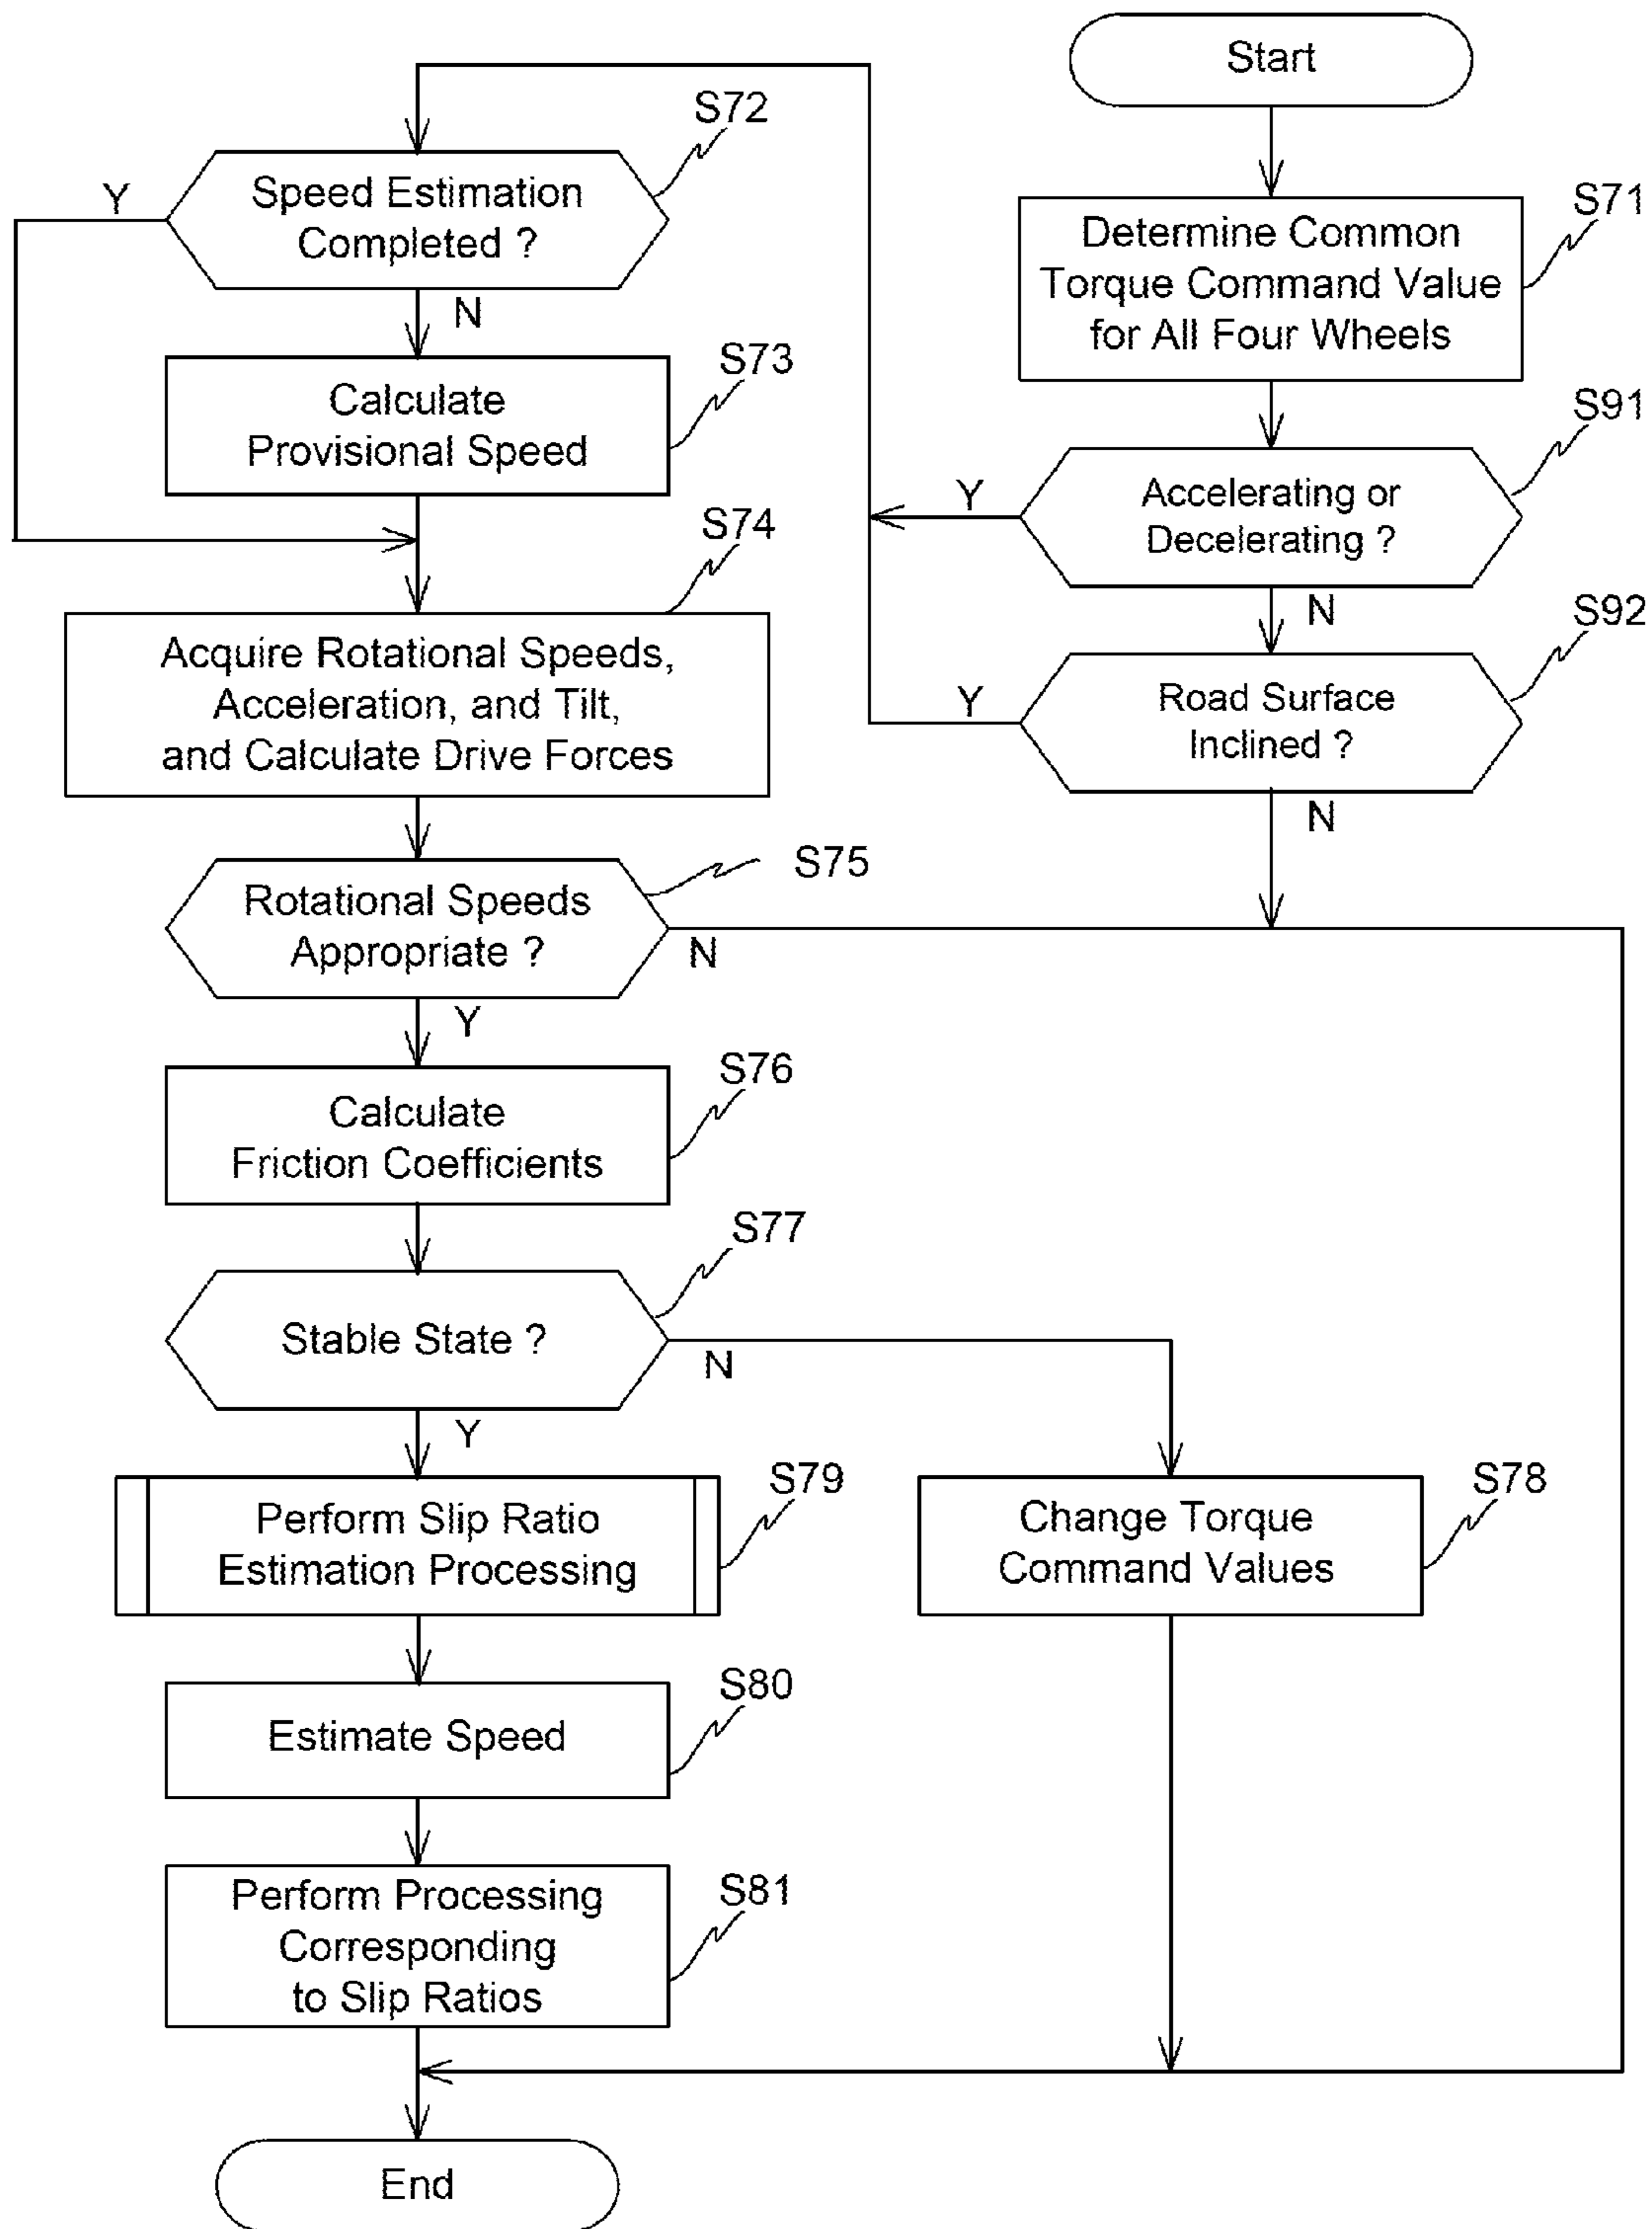 Start
S71
Determine Common
Torque Command Value
for All Four Wheels
S91
Accelerating or
Decelerating ?
Y
N
S92
Road Surface
Inclined ?
Y
N
S72
Speed Estimation
Completed ?
Y
N
S73
Calculate
Provisional Speed
S74
Acquire Rotational Speeds,
Acceleration, and Tilt,
and Calculate Drive Forces
S75
Rotational Speeds
Appropriate ?
N
Y
S76
Calculate
Friction Coefficients
S77
Stable State ?
N
Y
S79
Perform Slip Ratio
Estimation Processing
S78
Change Torque
Command Values
S80
Estimate Speed
S81
Perform Processing
Corresponding
to Slip Ratios
End